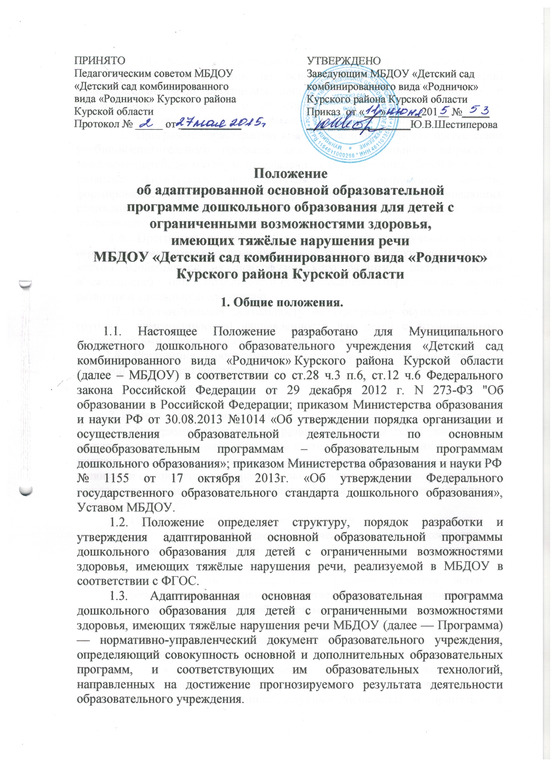 ПРИНЯТО
Педагогическим советом МБДОУ
«Детский сад комбинированного
вида «Родничок» Курского района
Курской области
Протокол № 2 от 27 мая 2015г.
УТВЕРЖДЕНО
Заведующим МБДОУ «Детский сад
комбинированного вида «Родничок»
Курского района Курской области
Приказ от « » июня 2015 № 53
Ю.В.Шестиперова
Положение
об адаптированной основной образовательной
программе дошкольного образования для детей с
ограниченными возможностями здоровья,
имеющих тяжёлые нарушения речи
МБДОУ «Детский сад комбинированного вида «Родничок»
Курского района Курской области
1. Общие положения.
1.1. Настоящее Положение разработано для Муниципального
бюджетного дошкольного образовательного учреждения «Детский сад
комбинированного вида «Родничок» Курского района Курской области
(далее – МБДОУ) в соответствии со ст.28 ч.3 п.6, ст.12 ч.6 Федерального
закона Российской Федерации от 29 декабря 2012 г. N 273-ФЗ "Об
образовании в Российской Федерации; приказом Министерства образования
и науки РФ от 30.08.2013 №1014 «Об утверждении порядка организации и
осуществления образовательной деятельности по основным
общеобразовательным программам – образовательным программам
дошкольного образования»; приказом Министерства образования и науки РФ
№ 1155 от 17 октября 2013г. «Об утверждении Федерального
государственного образовательного стандарта дошкольного образования»,
Уставом МБДОУ.
1.2. Положение определяет структуру, порядок разработки и
утверждения адаптированной основной образовательной программы
дошкольного образования для детей с ограниченными возможностями
здоровья, имеющих тяжёлые нарушения речи, реализуемой в МБДОУ в
соответствии с ФГОС.
1.3. Адаптированная основная образовательная программа
дошкольного образования для детей с ограниченными возможностями
здоровья, имеющих тяжёлые нарушения речи МБДОУ (далее — Программа)
— нормативно-управленческий документ образовательного учреждения,
определяющий совокупность основной и дополнительных образовательных
программ, и соответствующих им образовательных технологий,
направленных на достижение прогнозируемого результата деятельности
образовательного учреждения.